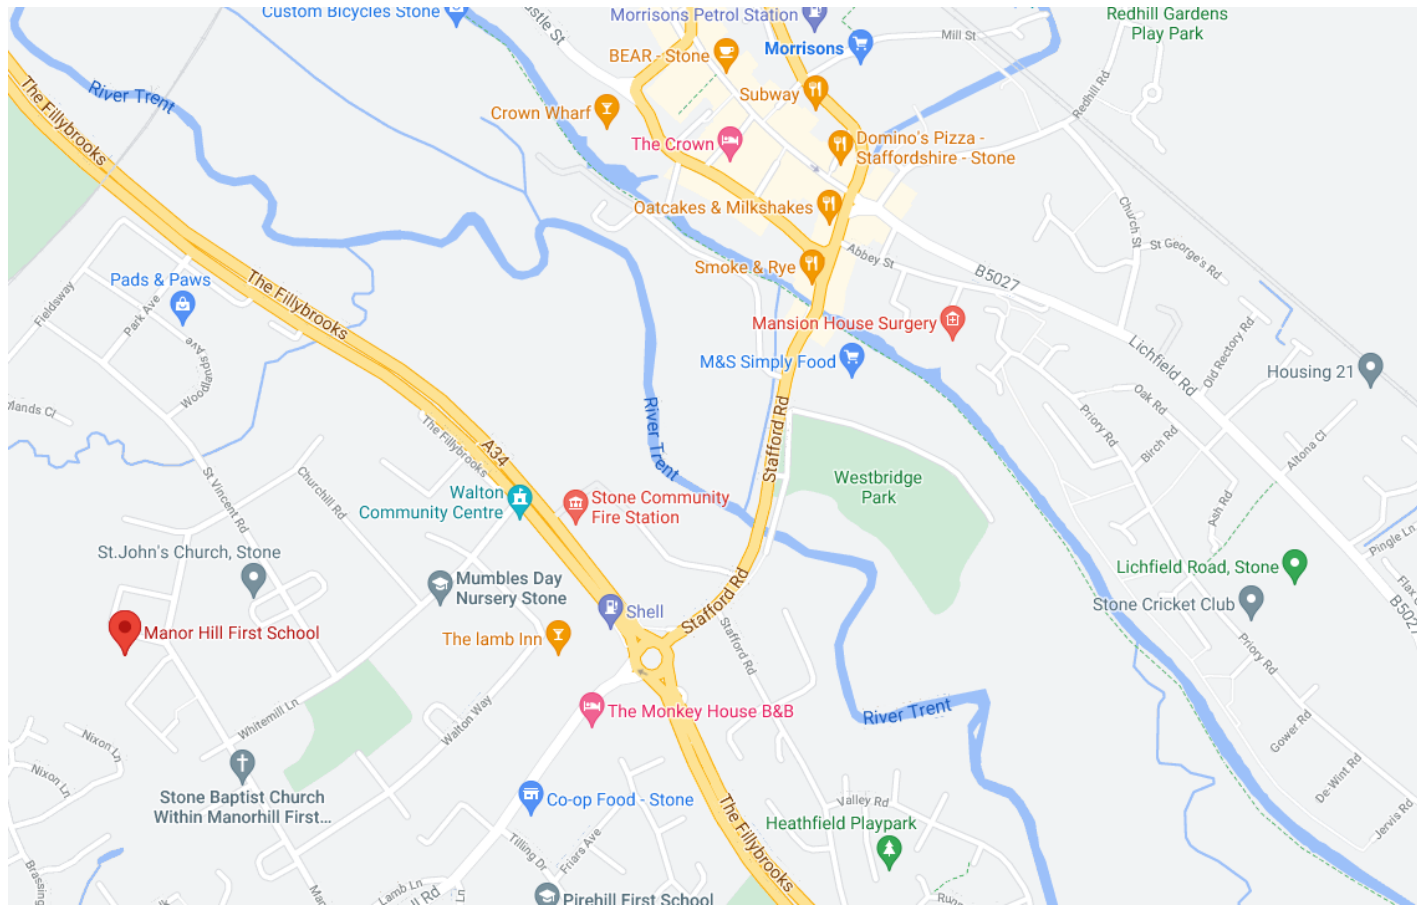 Custom Bicycles Stone
Morrisons Petrol Station
Redhill Gardens
Play Park
Morrisons
Mill St
BEAR - Stone
Subway
Redhill Rd
River Trent
Crown Wharf
The Crown
Domino's Pizza -
Staffordshire - Stone
The Fillybrooks
Oatcakes & Milkshakes
Church St
St George's Rd
Abbey St
B5027
Smoke & Rye
Pads & Paws
Fieldsway
Park Ave
The Fillybrooks
Mansion House Surgery
Woodlands Ave
M&S Simply Food
Lichfield Rd
Old Rectory Rd
Housing 21
Oak Rd
Priory Rd
Birch Rd
Altona Cl
The Fillybrooks
A34
River Trent
Stafford Rd
St Vincent Rd
Churchill Rd
Walton
Community Centre
Stone Community
Fire Station
Westbridge
Park
Ash Rd
Pingle Ln
St.John's Church, Stone
Mumbles Day
Nursery Stone
Stafford Rd
Lichfield Road, Stone
Stone Cricket Club
B5027
Shell
Manor Hill First School
The lamb Inn
Stafford Rd
Priory Rd
Whitemill Ln
Walton Way
The Monkey House B&B
River Trent
Gower Rd
Nixon Ln
Nixon Ln
Stone Baptist Church
Within Manorhill First...
Co-op Food - Stone
The Fillybrooks
Valley Rd
Heathfield Playpark
De-Wint Rd
Jervis Rd
Tilling Dr
Friars Ave
Lamb Ln
Pirehill First School